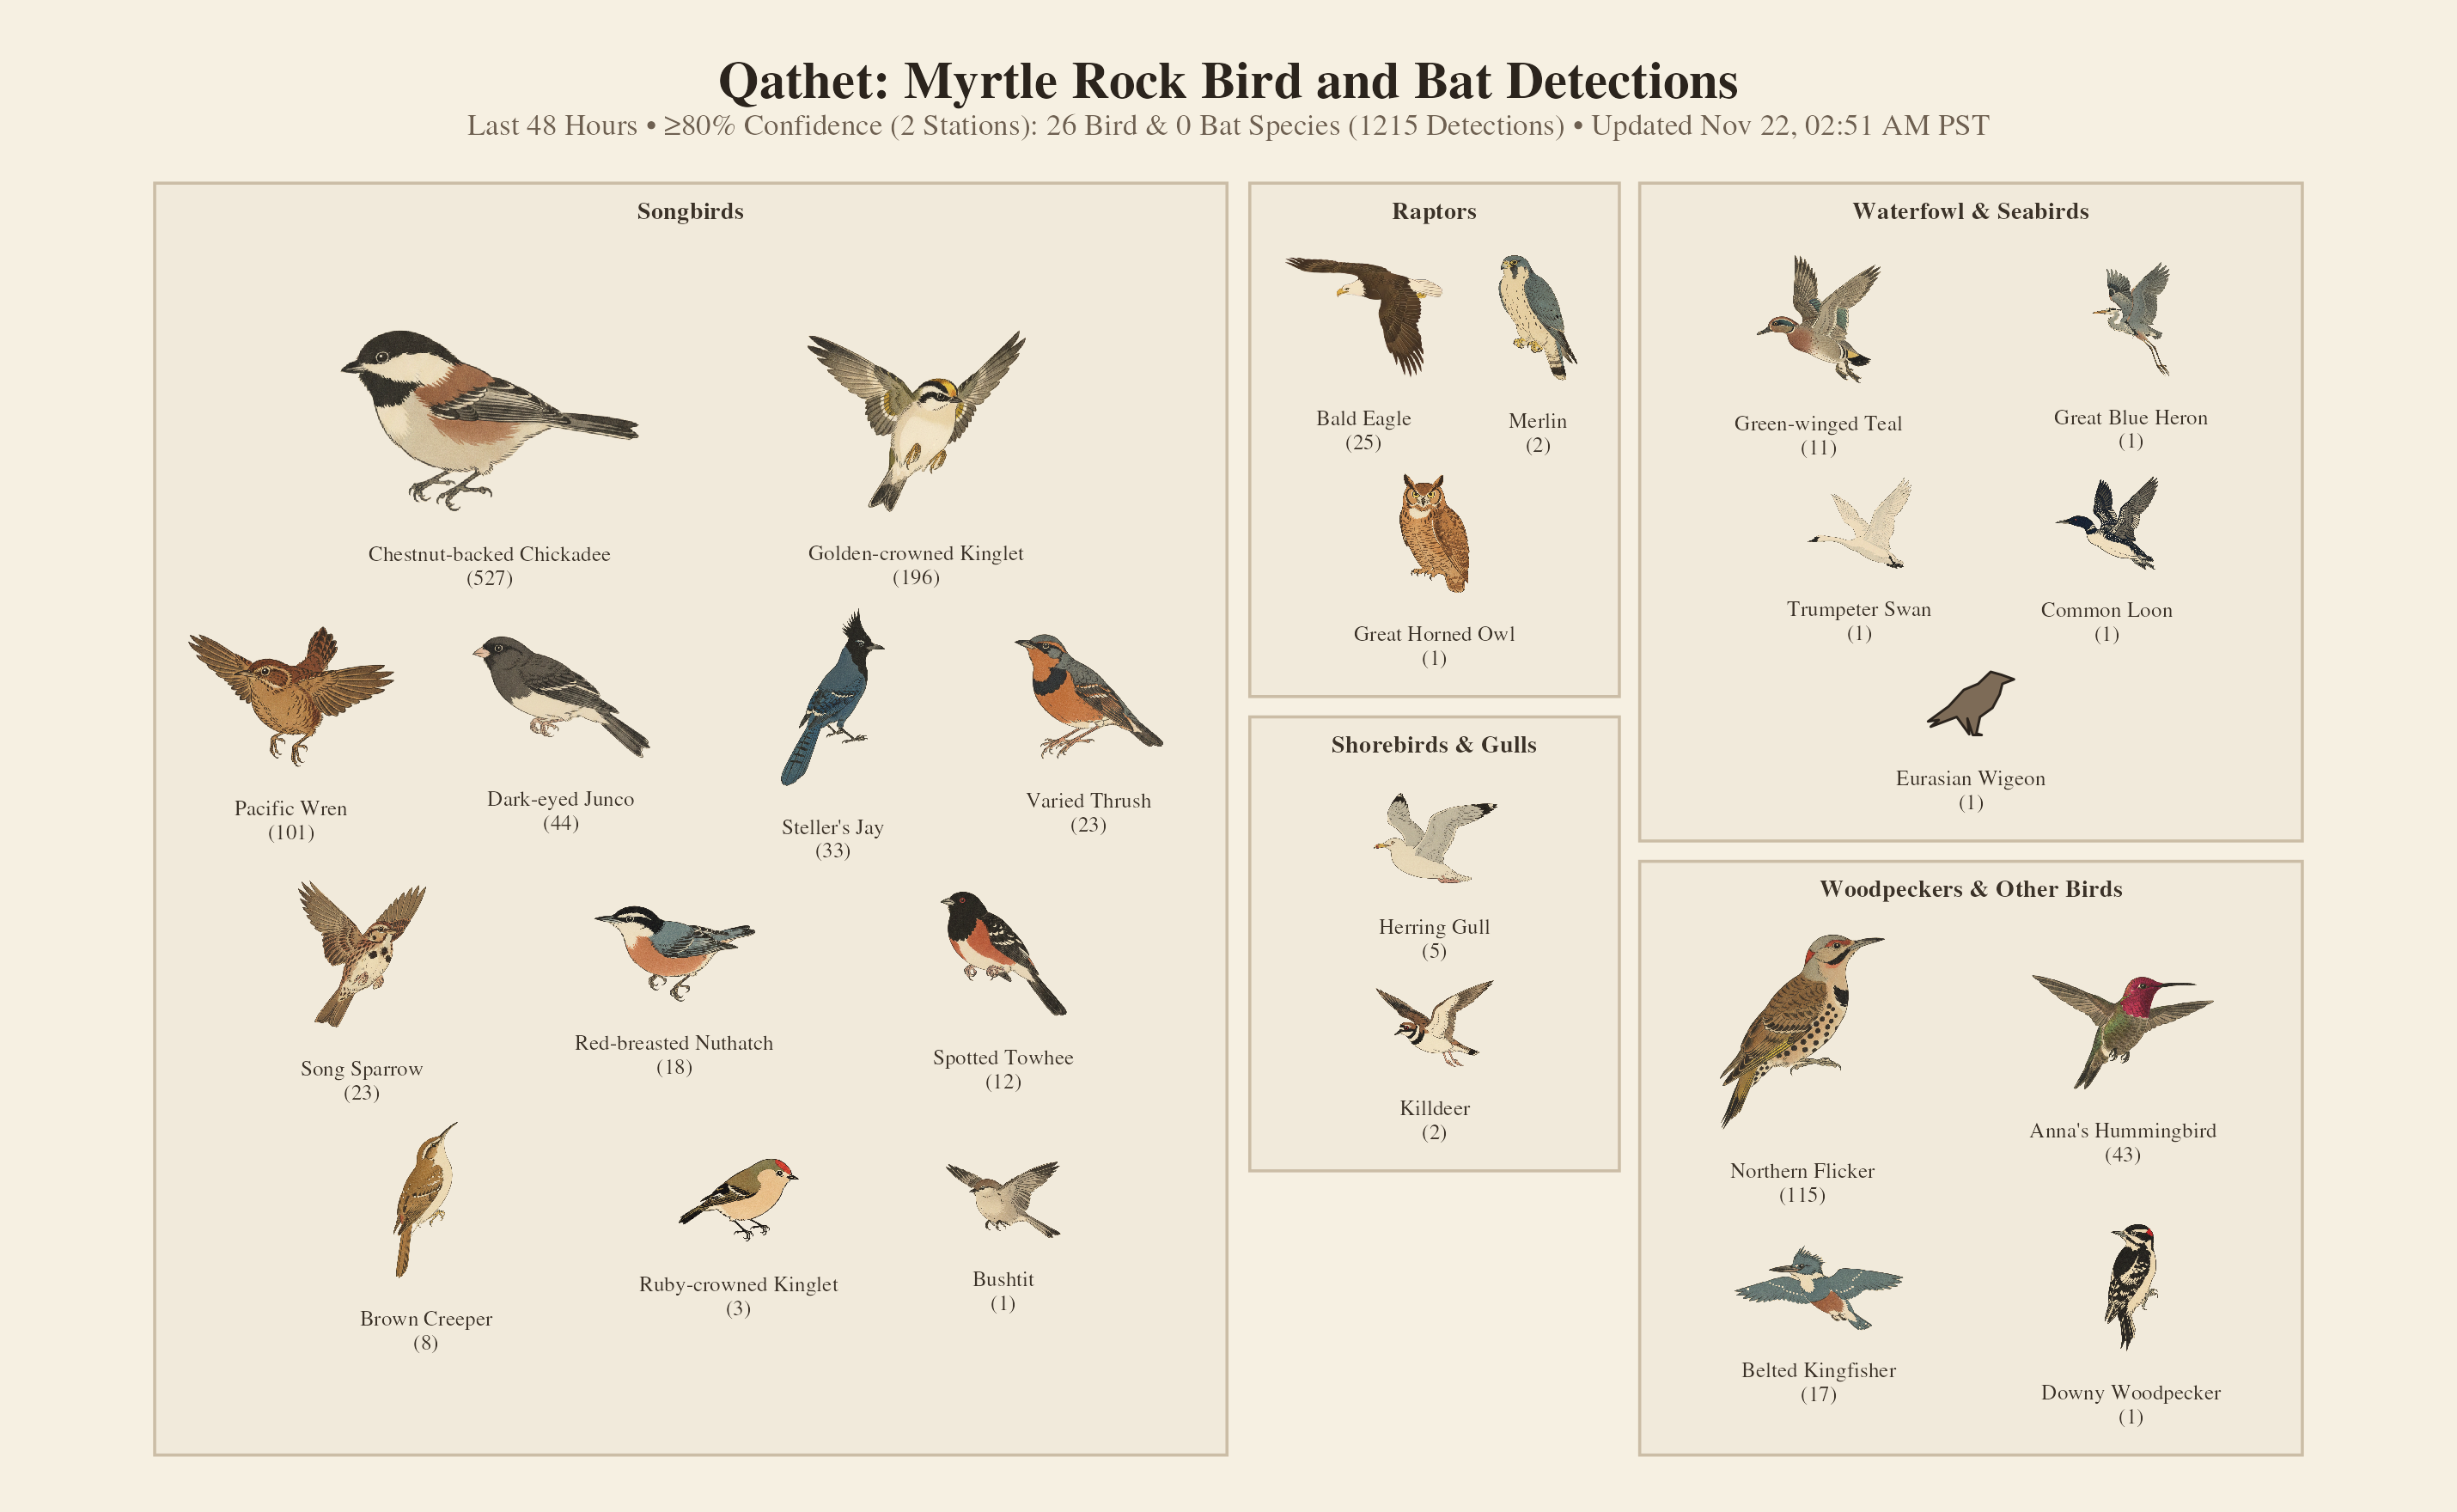 Qathet: Myrtle Rock Bird and Bat Detections
Last 48 Hours • ≥80% Confidence (2 Stations): 26 Bird & 0 Bat Species (1215 Detections) • Updated Nov 22, 02:51 AM PST
Songbirds
Chestnut-backed Chickadee
(527)
Golden-crowned Kinglet
(196)
Pacific Wren
(101)
Dark-eyed Junco
(44)
Steller's Jay
(33)
Varied Thrush
(23)
Song Sparrow
(23)
Red-breasted Nuthatch
(18)
Spotted Towhee
(12)
Brown Creeper
(8)
Ruby-crowned Kinglet
(3)
Bushtit
(1)
Raptors
Bald Eagle
(25)
Merlin
(2)
Great Horned Owl
(1)
Shorebirds & Gulls
Herring Gull
(5)
Killdeer
(2)
Waterfowl & Seabirds
Green-winged Teal
(11)
Great Blue Heron
(1)
Trumpeter Swan
(1)
Common Loon
(1)
Eurasian Wigeon
(1)
Woodpeckers & Other Birds
Northern Flicker
(115)
Anna's Hummingbird
(43)
Belted Kingfisher
(17)
Downy Woodpecker
(1)